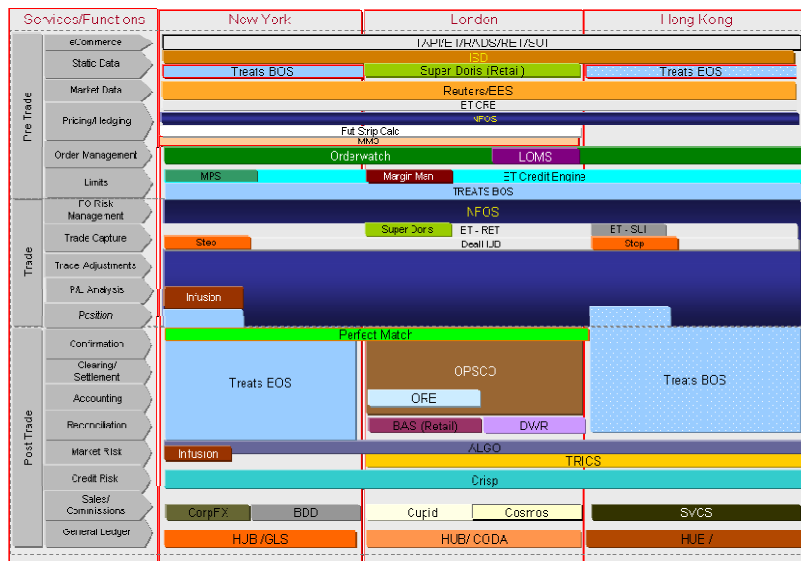 Services/Functions New York London Hong Kong
eCommerce
Static Data ISD
Treats BOS Super Doris (Retail) Treats EOS
Market Data Reuters/EES
ET CRE
Pricing/Hedging NFOS
Fut Strip Calc
MMD
Order Management Orderwatch LOMS
Limits MPS Margin Man ET Credit Engine
TREATS BOS
Pre Trade
FO Risk
Management NFOS
Trade Capture Super Doris ET - RET ET - SLI
Step Deal HJD Stop
Trade Adjustments
P/L Analysis Infusion
Position
Trade
Confirmation Perfect Match
Clearing/
Settlement Treats EOS OPSCO Treats BOS
Accounting ORE
Reconciliation BAS (Retail) DWR
Market Risk Infusion ALGO
TRICS
Credit Risk Crisp
Sales/
Commissions CorpFX BDD Cupid Cosmos SVCS
General Ledger HUB /GLS HUB/ CODA HUE /
Post Trade